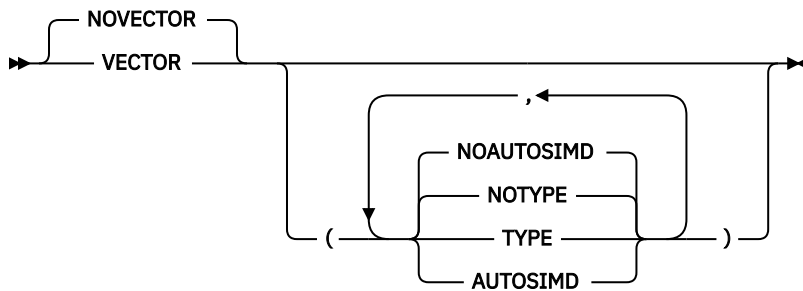 NOVECTOR
VECTOR
,
NOAUTOSIMD
NOTYPE
( TYPE )
AUTOSIMD